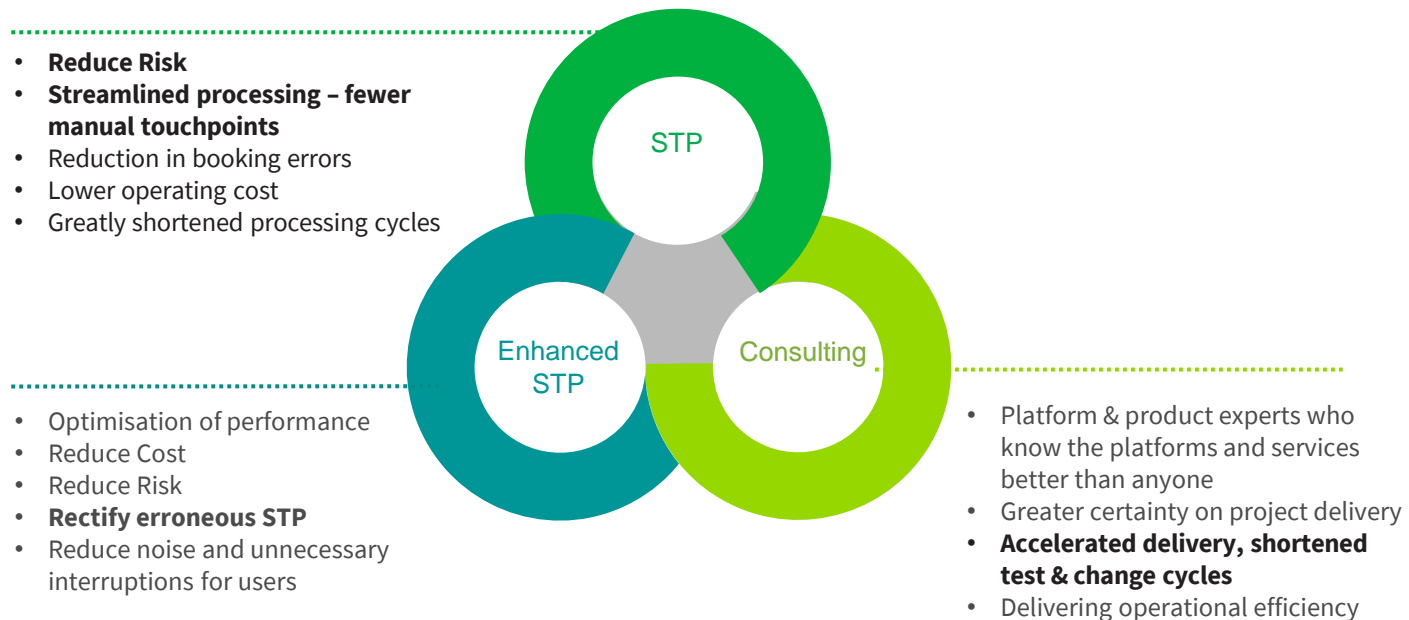 • Reduce Risk
• Streamlined processing – fewer
manual touchpoints
• Reduction in booking errors
• Lower operating cost
• Greatly shortened processing cycles
STP
Enhanced
STP
Consulting
• Optimisation of performance
• Reduce Cost
• Reduce Risk
• Rectify erroneous STP
• Reduce noise and unnecessary
interruptions for users
• Platform & product experts who
know the platforms and services
better than anyone
• Greater certainty on project delivery
• Accelerated delivery, shortened
test & change cycles
• Delivering operational efficiency